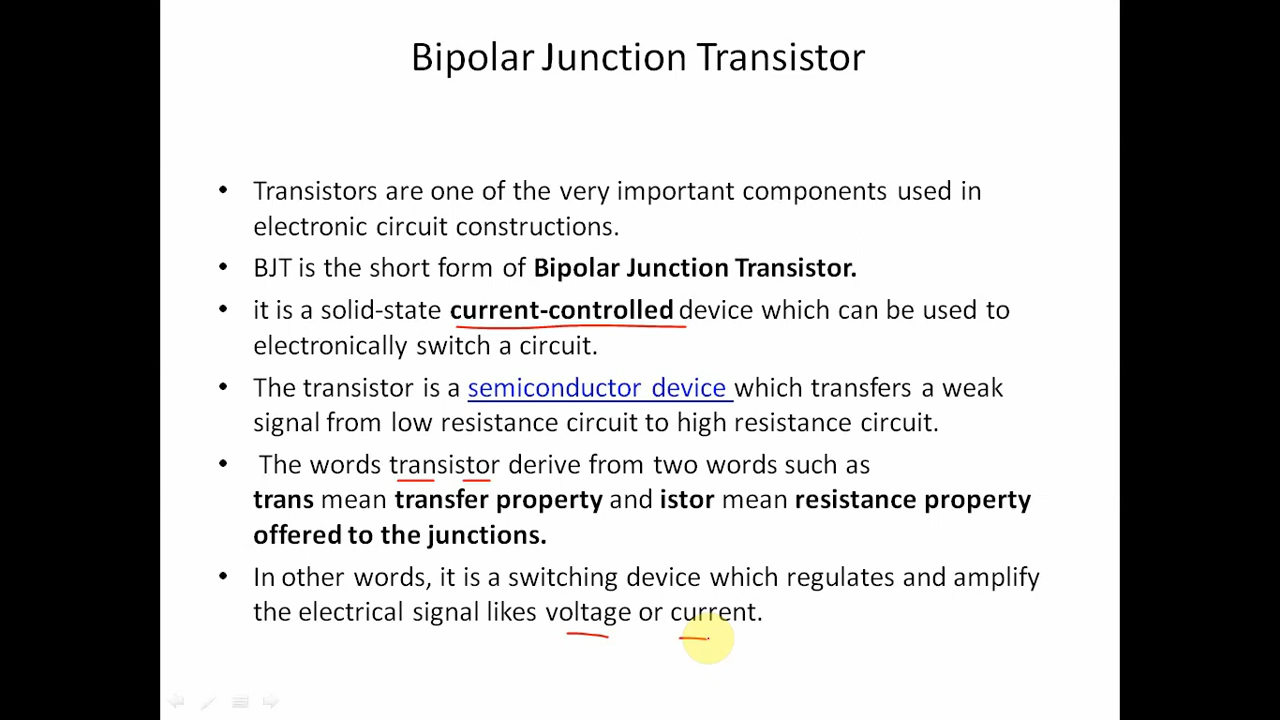 Bipolar Junction Transistor
• Transistors are one of the very important components used in
electronic circuit constructions.
• BJT is the short form of Bipolar Junction Transistor.
• it is a solid-state current-controlled device which can be used to
electronically switch a circuit.
• The transistor is a semiconductor device which transfers a weak
signal from low resistance circuit to high resistance circuit.
• The words transistor derive from two words such as
trans mean transfer property and istor mean resistance property
offered to the junctions.
• In other words, it is a switching device which regulates and amplify
the electrical signal likes voltage or current.